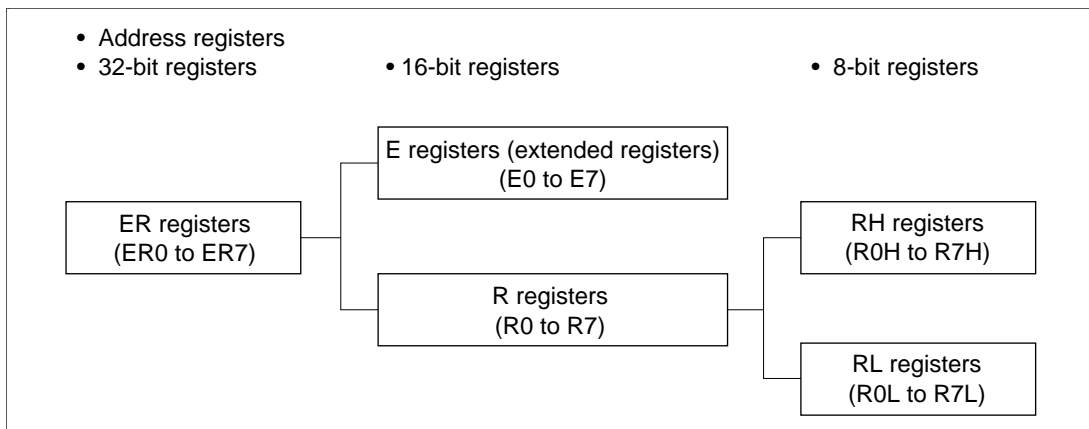 • Address registers
• 32-bit registers
• 16-bit registers
• 8-bit registers
E registers (extended registers)
(E0 to E7)
ER registers
(ER0 to ER7)
RH registers
(R0H to R7H)
R registers
(R0 to R7)
RL registers
(R0L to R7L)